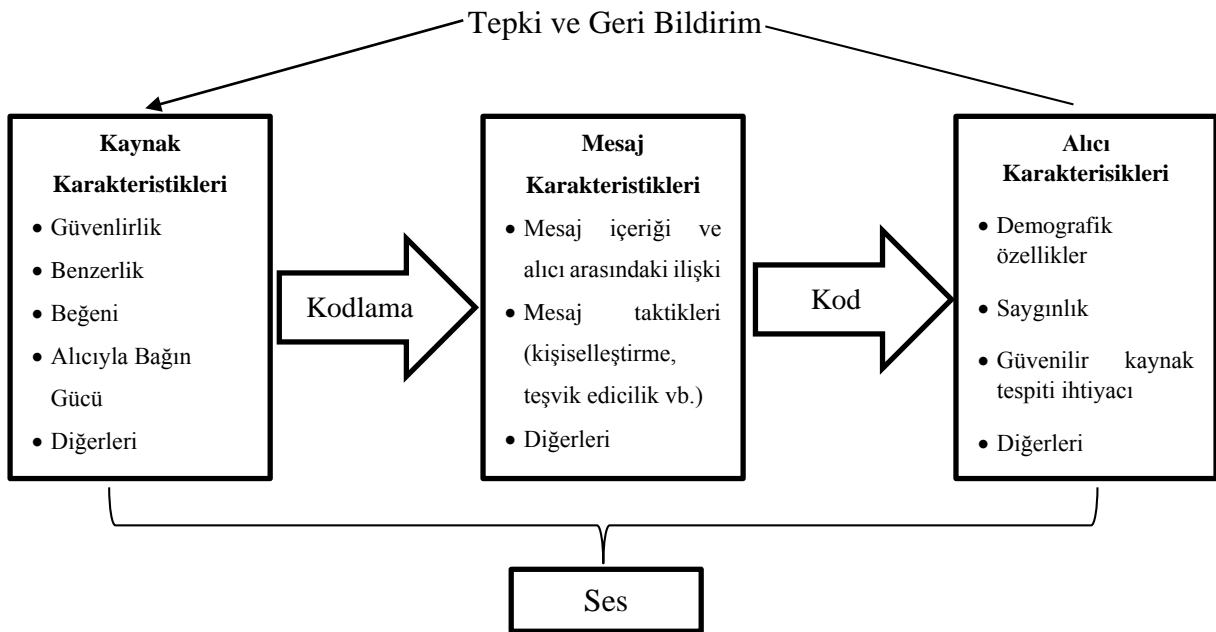 Tepki ve Geri Bildirim
Kaynak
Karakteristikleri
• Güvenlirlik
• Benzerlik
• Beğeni
• Alıcıyla Bağın
Gücü
• Diğerleri
Kodlama
Mesaj
Karakteristikleri
• Mesaj içeriği ve
alıcı arasındaki ilişki
• Mesaj taktikleri
(kişiselleştirme,
teşvik edicilik vb.)
• Diğerleri
Kod
Alıcı
Karakterisikleri
• Demografik
özellikler
• Saygınlık
• Güvenilir kaynak
tespiti ihtiyacı
• Diğerleri
Ses